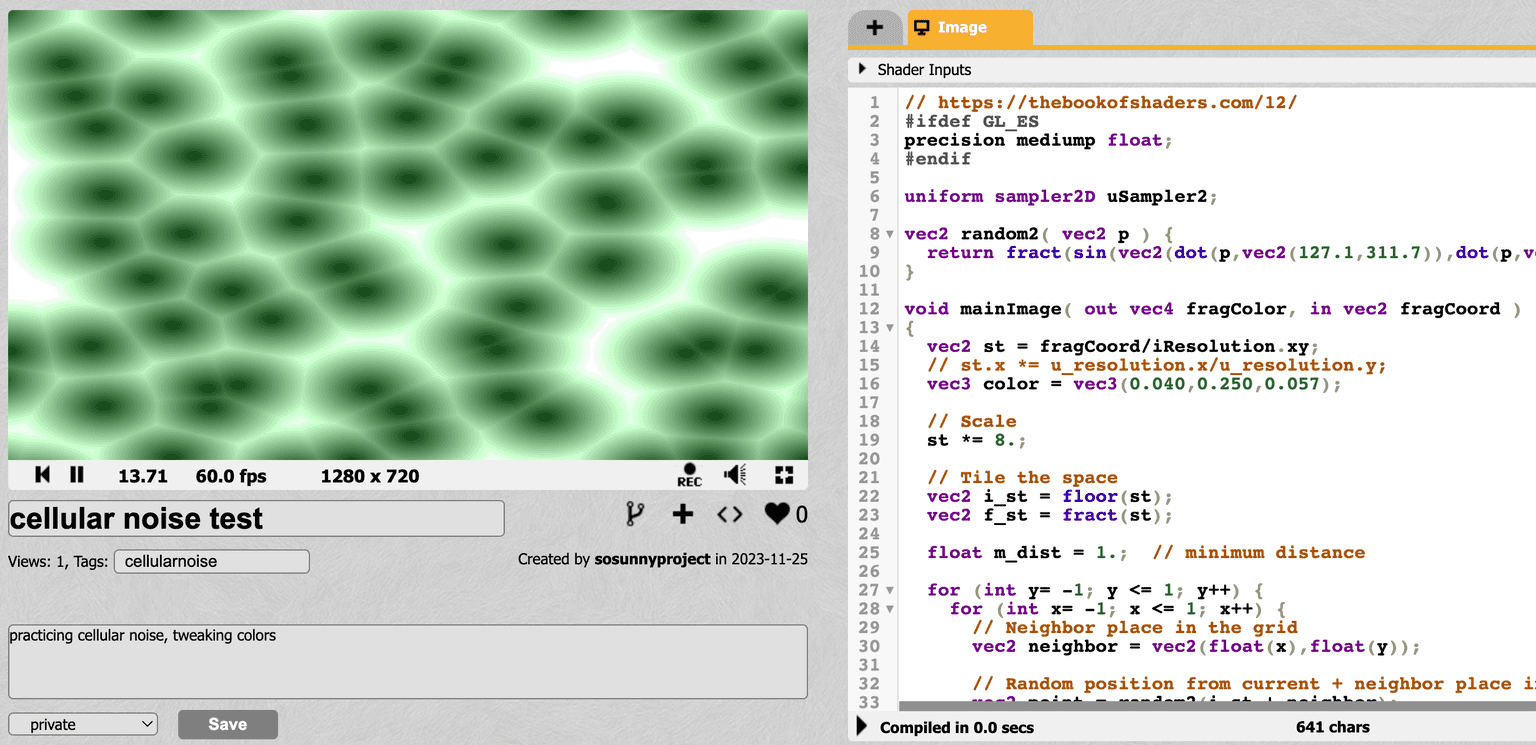 13.71 60.0 fps 1280 x 720 REC
cellular noise test
0
Views: 1, Tags: cellularnoise
Created by sosunnyproject in 2023-11-25
practicing cellular noise, tweaking colors
private Save
+ Image
Shader Inputs
1 // https://thebookofshaders.com/12/
2 #ifdef GL_ES
3 precision mediump float;
4 #endif
5
6 uniform sampler2D uSampler2;
7
8 vec2 random2( vec2 p ) {
9 return fract(sin(vec2(dot(p,vec2(127.1,311.7)),dot(p,v
10 }
11
12 void mainImage( out vec4 fragColor, in vec2 fragCoord )
13 {
14 vec2 st = fragCoord/iResolution.xy;
15 // st.x *= u_resolution.x/u_resolution.y;
16 vec3 color = vec3(0.040,0.250,0.057);
17
18 // Scale
19 st *= 8.;
20
21 // Tile the space
22 vec2 i_st = floor(st);
23 vec2 f_st = fract(st);
24
25 float m_dist = 1.; // minimum distance
26
27 for (int y= -1; y <= 1; y++) {
28 for (int x= -1; x <= 1; x++) {
29 // Neighbor place in the grid
30 vec2 neighbor = vec2(float(x),float(y));
31
32 // Random position from current + neighbor place i
33 vec2 point = random2(i_st + neighbor);
Compiled in 0.0 secs 641 chars